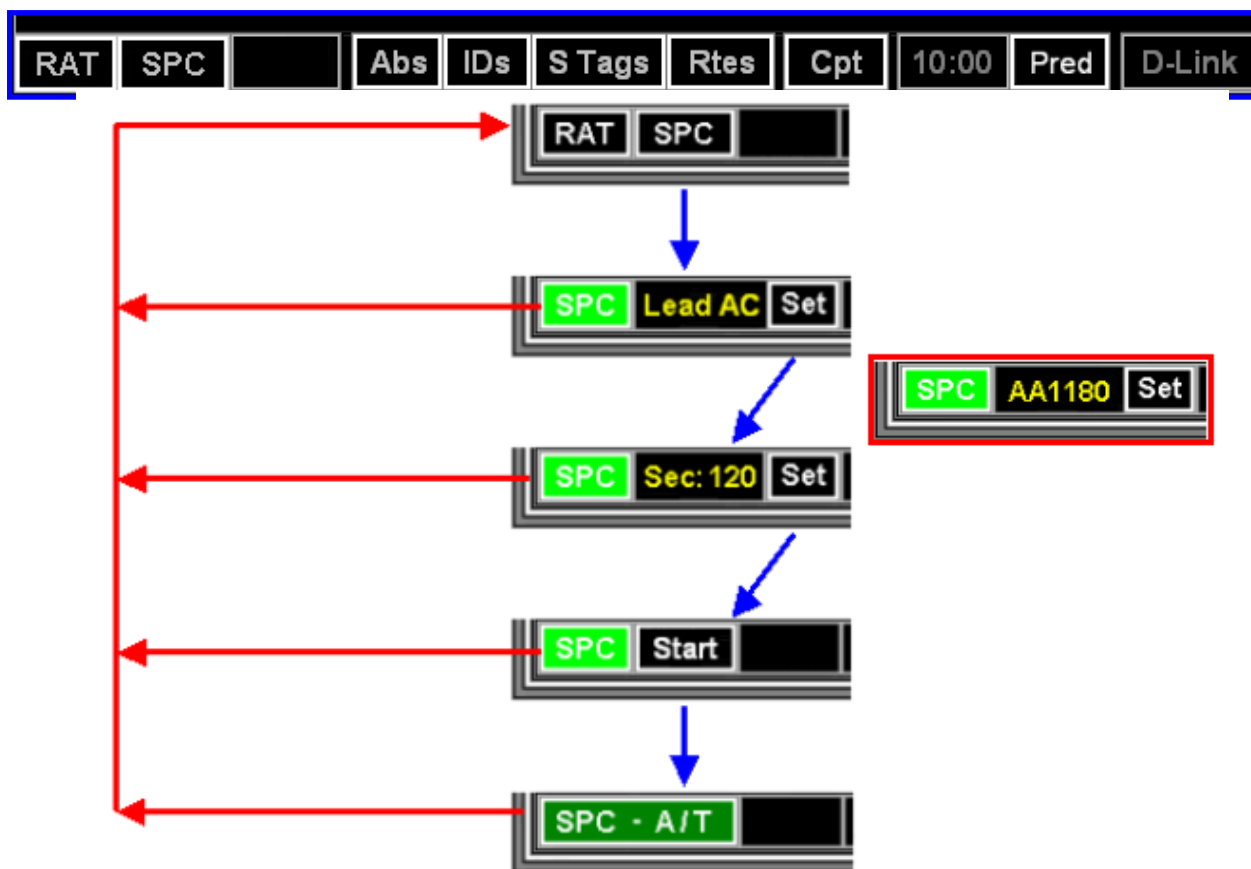 RAT SPC Abs IDs S Tags Rtes Cpt 10:00 Pred D-Link
RAT SPC
SPC Lead AC Set
SPC AA1180 Set
SPC Sec: 120 Set
SPC Start
SPC - A/T